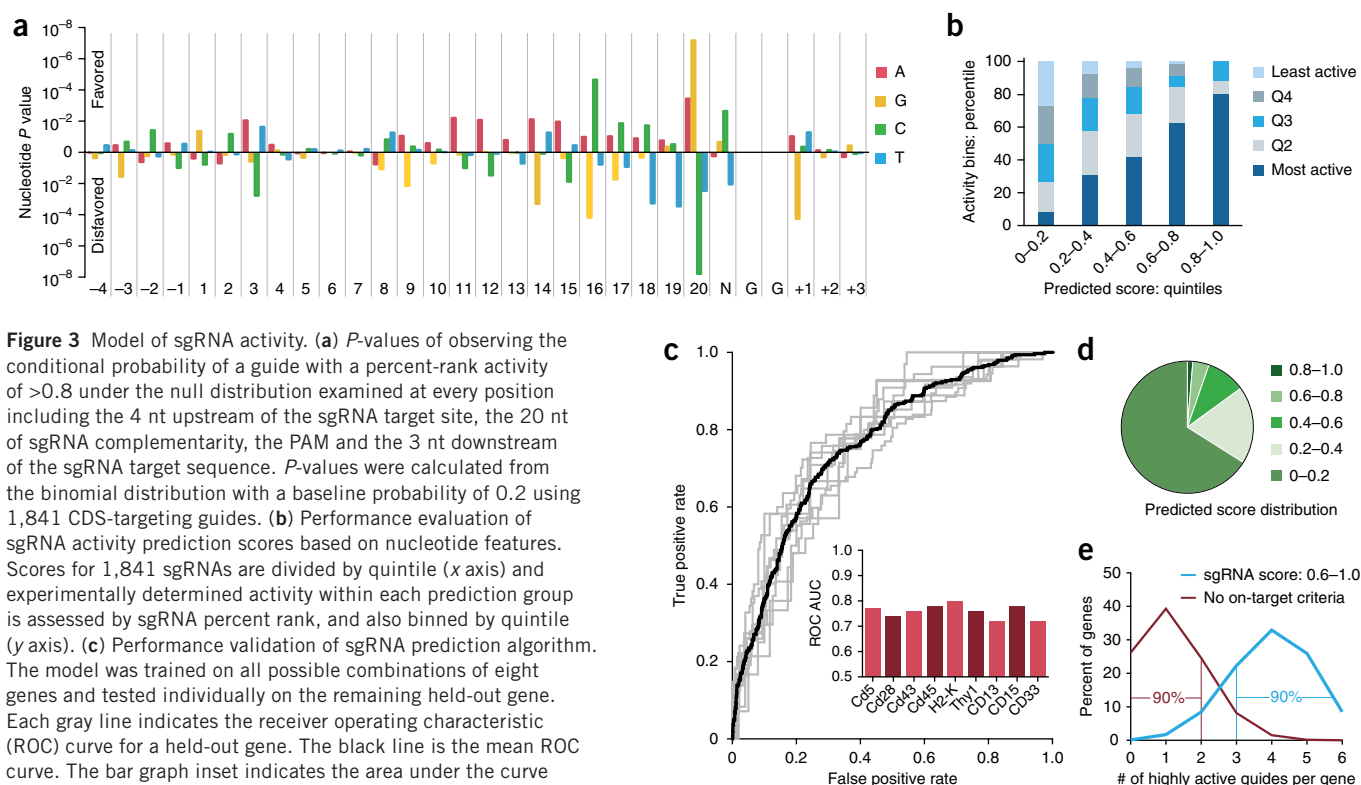 a
Nucleotide P value
Favored
Disfavored
10⁻⁸
10⁻⁶
10⁻⁴
10⁻²
0
10⁻²
10⁻⁴
10⁻⁶
10⁻⁸
–4 –3 –2 –1 1 2 3 4 5 6 7 8 9 10 11 12 13 14 15 16 17 18 19 20 N G G +1 +2 +3
A
G
C
T
b
Activity bins: percentile
100
80
60
40
20
0
0–0.2 0.2–0.4 0.4–0.6 0.6–0.8 0.8–1.0
Predicted score: quintiles
Least active
Q4
Q3
Q2
Most active
Figure 3 Model of sgRNA activity. (a) P-values of observing the
conditional probability of a guide with a percent-rank activity
of >0.8 under the null distribution examined at every position
including the 4 nt upstream of the sgRNA target site, the 20 nt
of sgRNA complementarity, the PAM and the 3 nt downstream
of the sgRNA target sequence. P-values were calculated from
the binomial distribution with a baseline probability of 0.2 using
1,841 CDS-targeting guides. (b) Performance evaluation of
sgRNA activity prediction scores based on nucleotide features.
Scores for 1,841 sgRNAs are divided by quintile (x axis) and
experimentally determined activity within each prediction group
is assessed by sgRNA percent rank, and also binned by quintile
(y axis). (c) Performance validation of sgRNA prediction algorithm.
The model was trained on all possible combinations of eight
genes and tested individually on the remaining held-out gene.
Each gray line indicates the receiver operating characteristic
(ROC) curve for a held-out gene. The black line is the mean ROC
curve. The bar graph inset indicates the area under the curve
c
True positive rate
1.0
0.8
0.6
0.4
0.2
0
0 0.2 0.4 0.6 0.8 1.0
False positive rate
ROC AUC
1.0
0.9
0.8
0.7
0.6
0.5
Cd5 Cd28 Cd43 Cd45 H2-K Thy1 CD13 CD15 CD33
d
0.8–1.0
0.6–0.8
0.4–0.6
0.2–0.4
0–0.2
Predicted score distribution
e
Percent of genes
50
40
30
20
10
0
sgRNA score: 0.6–1.0
No on-target criteria
90%
90%
0 1 2 3 4 5 6
# of highly active guides per gene